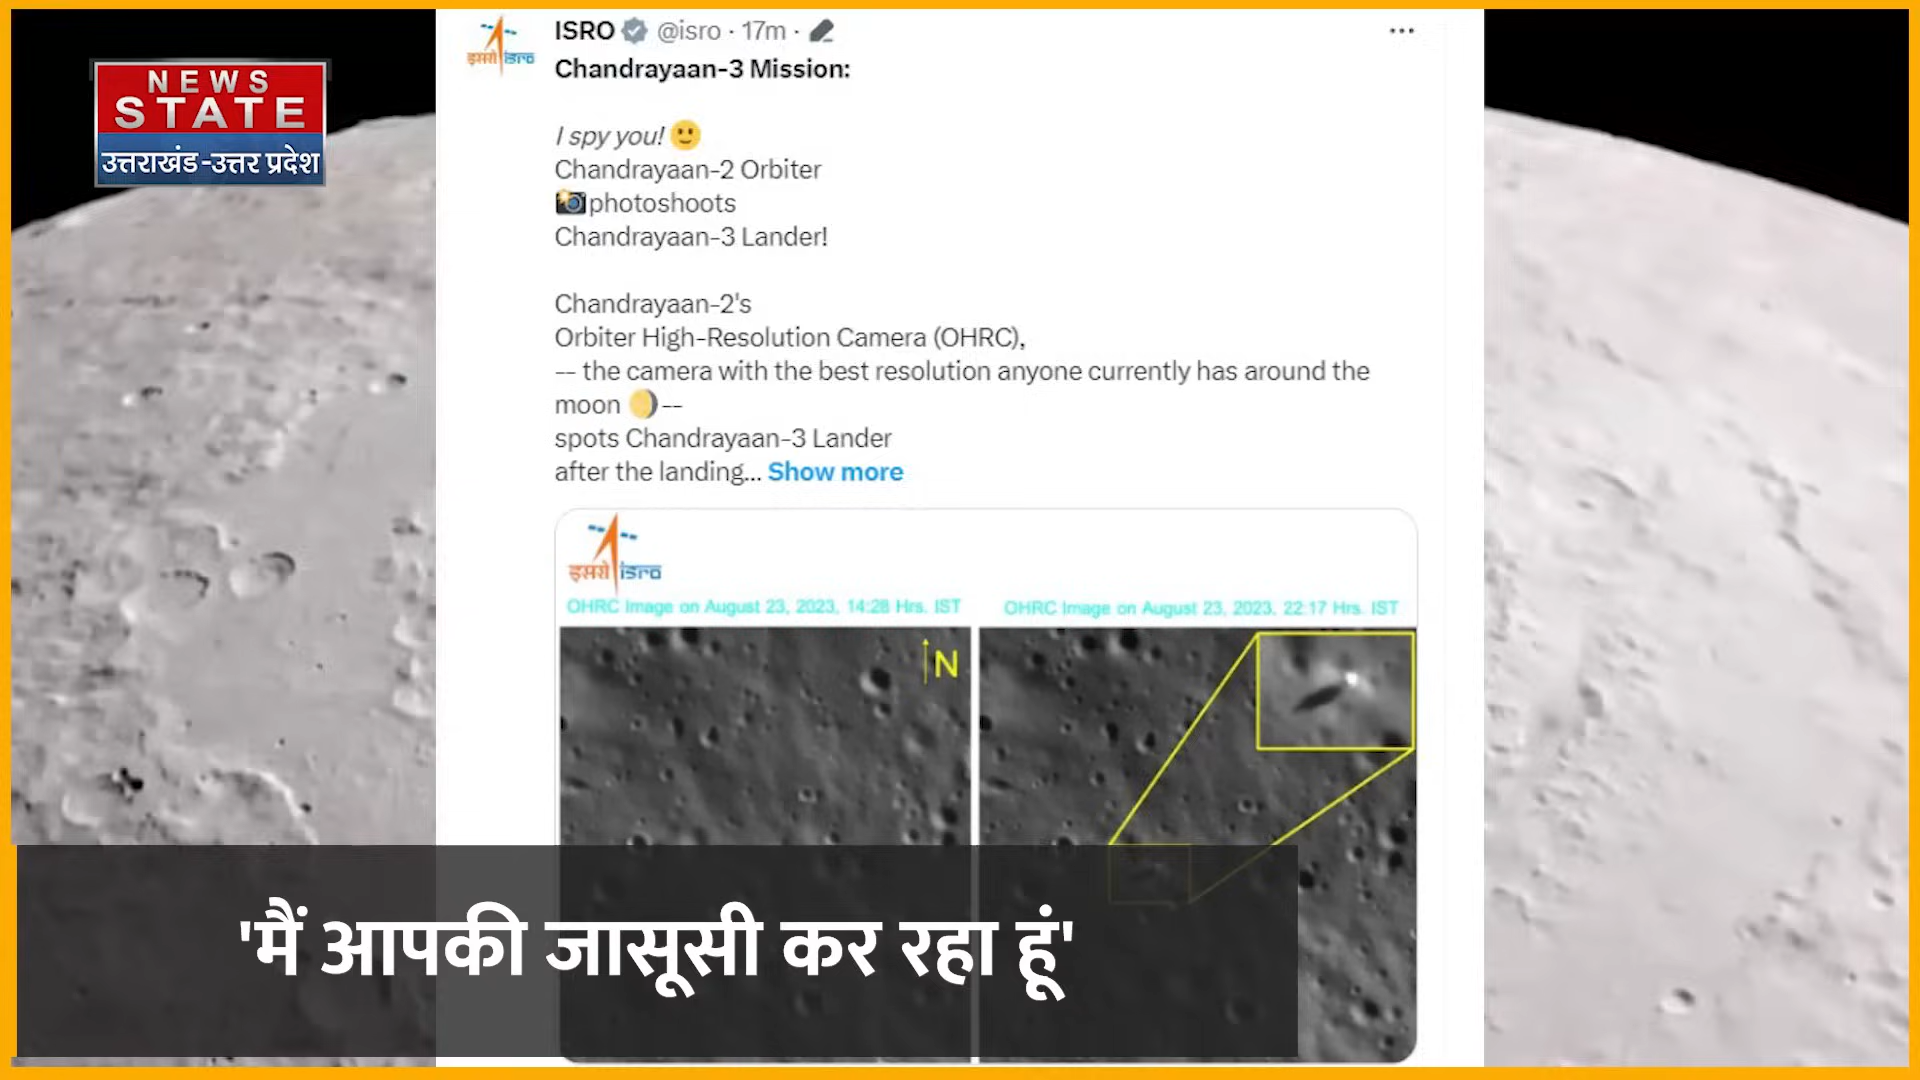 NEWS
STATE
उत्तराखंड-उत्तर प्रदेश
ISRO @isro · 17m ·
Chandrayaan-3 Mission:
I spy you! 🙂
Chandrayaan-2 Orbiter
📸photoshoots
Chandrayaan-3 Lander!
Chandrayaan-2's
Orbiter High-Resolution Camera (OHRC),
-- the camera with the best resolution anyone currently has around the
moon 🌖--
spots Chandrayaan-3 Lander
after the landing... Show more
इसरो isro
OHRC Image on August 23, 2023, 14:28 Hrs. IST
OHRC Image on August 23, 2023, 22:17 Hrs. IST
N
'मैं आपकी जासूसी कर रहा हूं'
इसरो isro